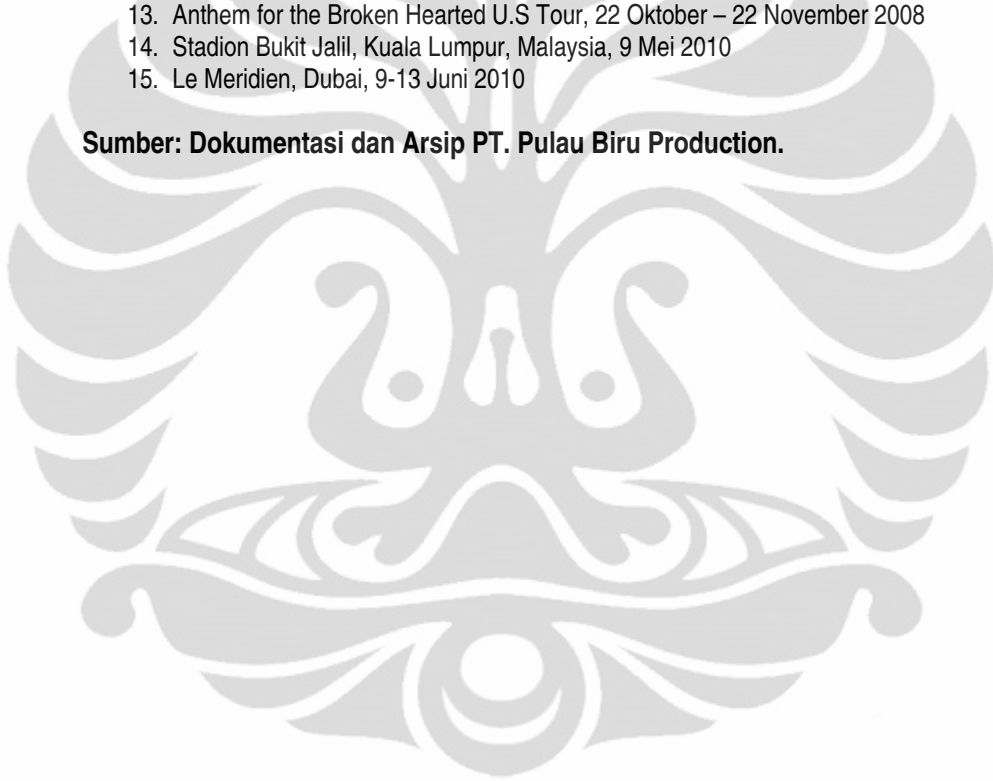 13. Anthem for the Broken Hearted U.S Tour, 22 Oktober – 22 November 2008
14. Stadion Bukit Jalil, Kuala Lumpur, Malaysia, 9 Mei 2010
15. Le Meridien, Dubai, 9-13 Juni 2010
Sumber: Dokumentasi dan Arsip PT. Pulau Biru Production.